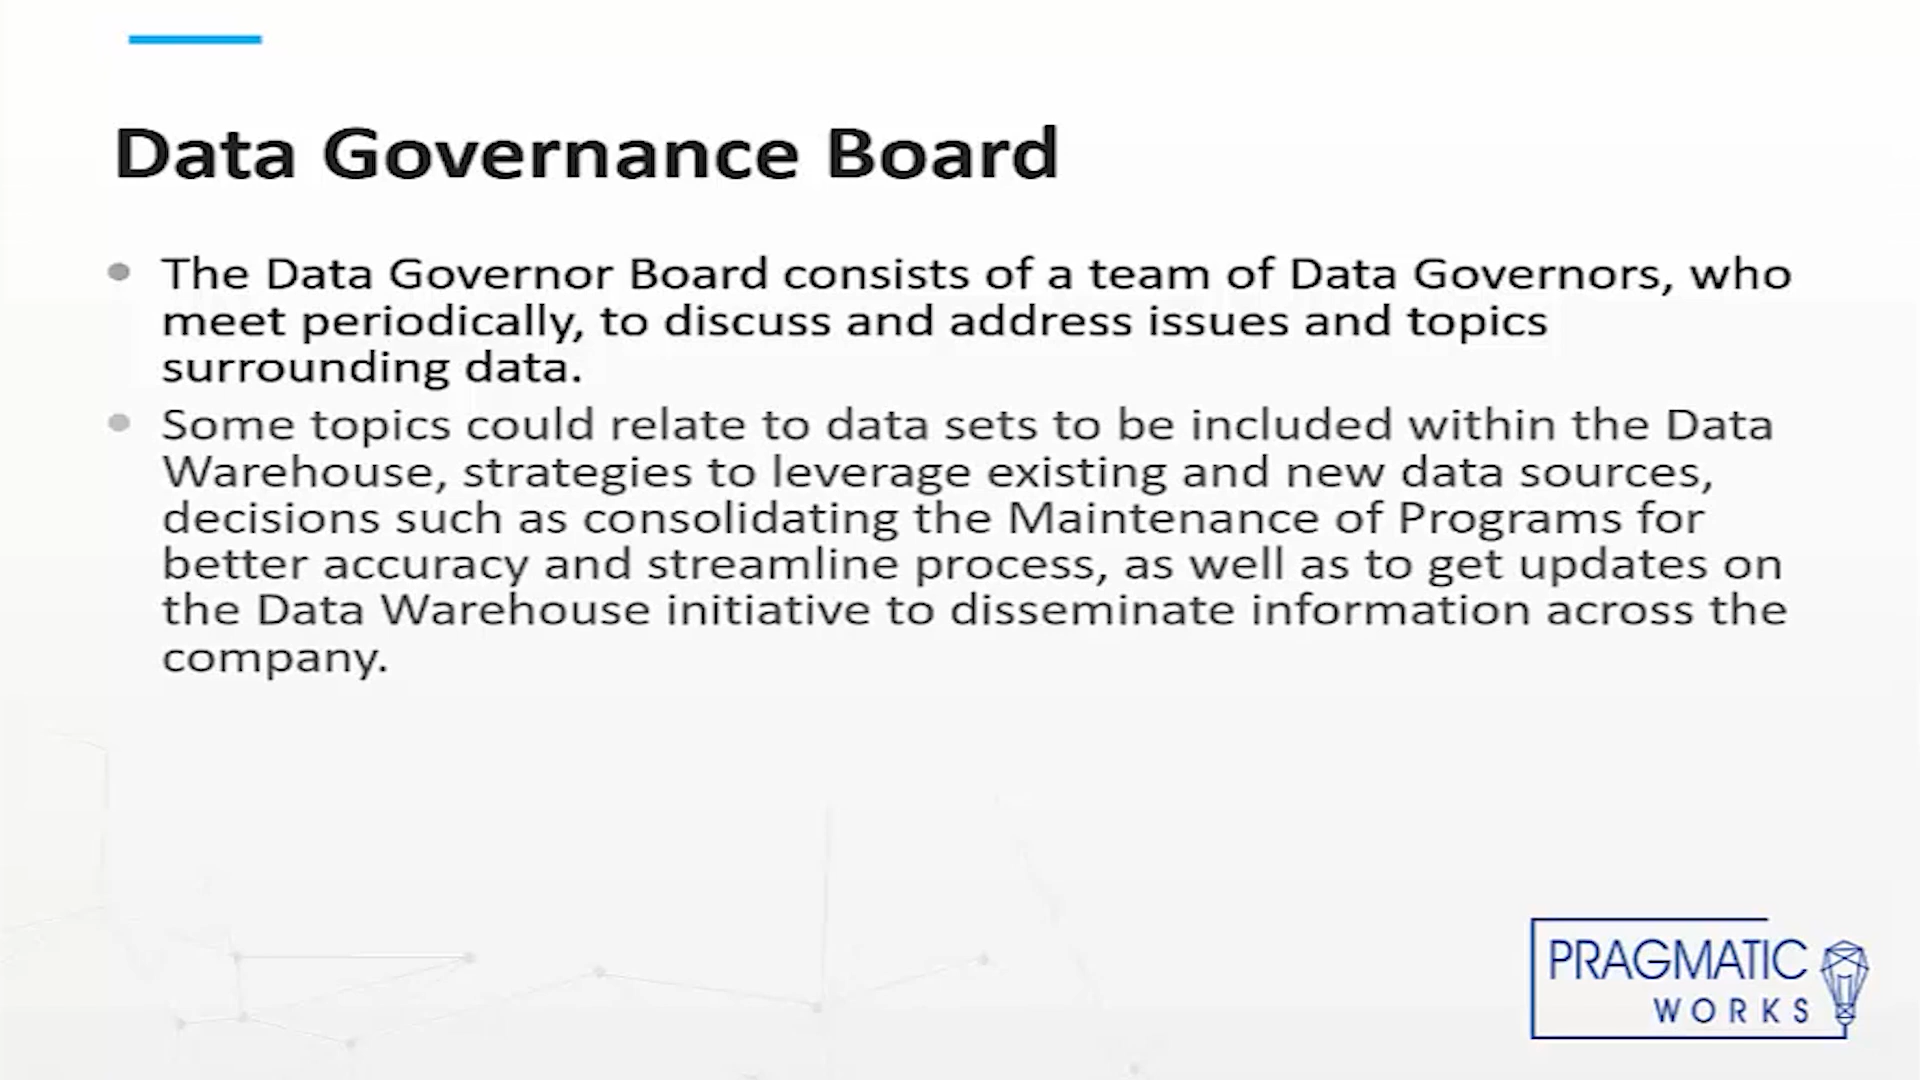 Data Governance Board
The Data Governor Board consists of a team of Data Governors, who
meet periodically, to discuss and address issues and topics
surrounding data.
Some topics could relate to data sets to be included within the Data
Warehouse, strategies to leverage existing and new data sources,
decisions such as consolidating the Maintenance of Programs for
better accuracy and streamline process, as well as to get updates on
the Data Warehouse initiative to disseminate information across the
company.
PRAGMATIC
WORKS